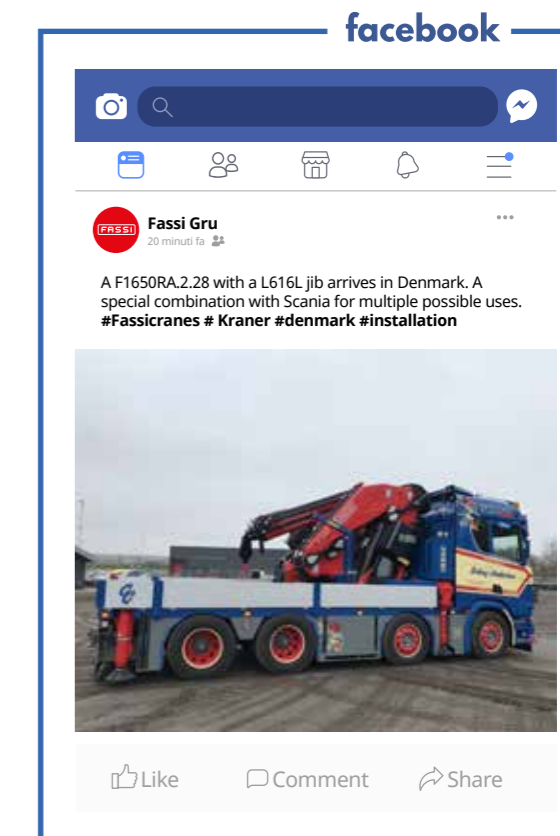 facebook
FASSI
Fassi Gru
20 minuti fa
A F1650RA.2.28 with a L616L jib arrives in Denmark. A
special combination with Scania for multiple possible uses.
#Fassicranes # Kraner #denmark #installation
Like Comment Share